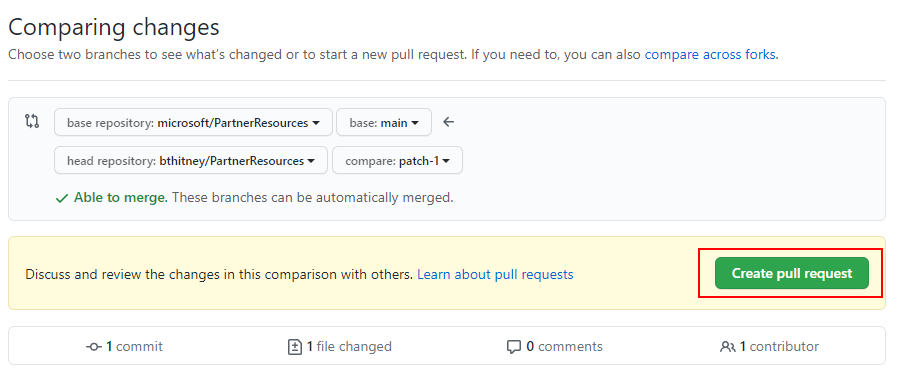 Comparing changes
Choose two branches to see what's changed or to start a new pull request. If you need to, you can also compare across forks.
base repository: microsoft/PartnerResources base: main
head repository: bthitney/PartnerResources compare: patch-1
Able to merge. These branches can be automatically merged.
Discuss and review the changes in this comparison with others. Learn about pull requests Create pull request
1 commit 1 file changed 0 comments 1 contributor